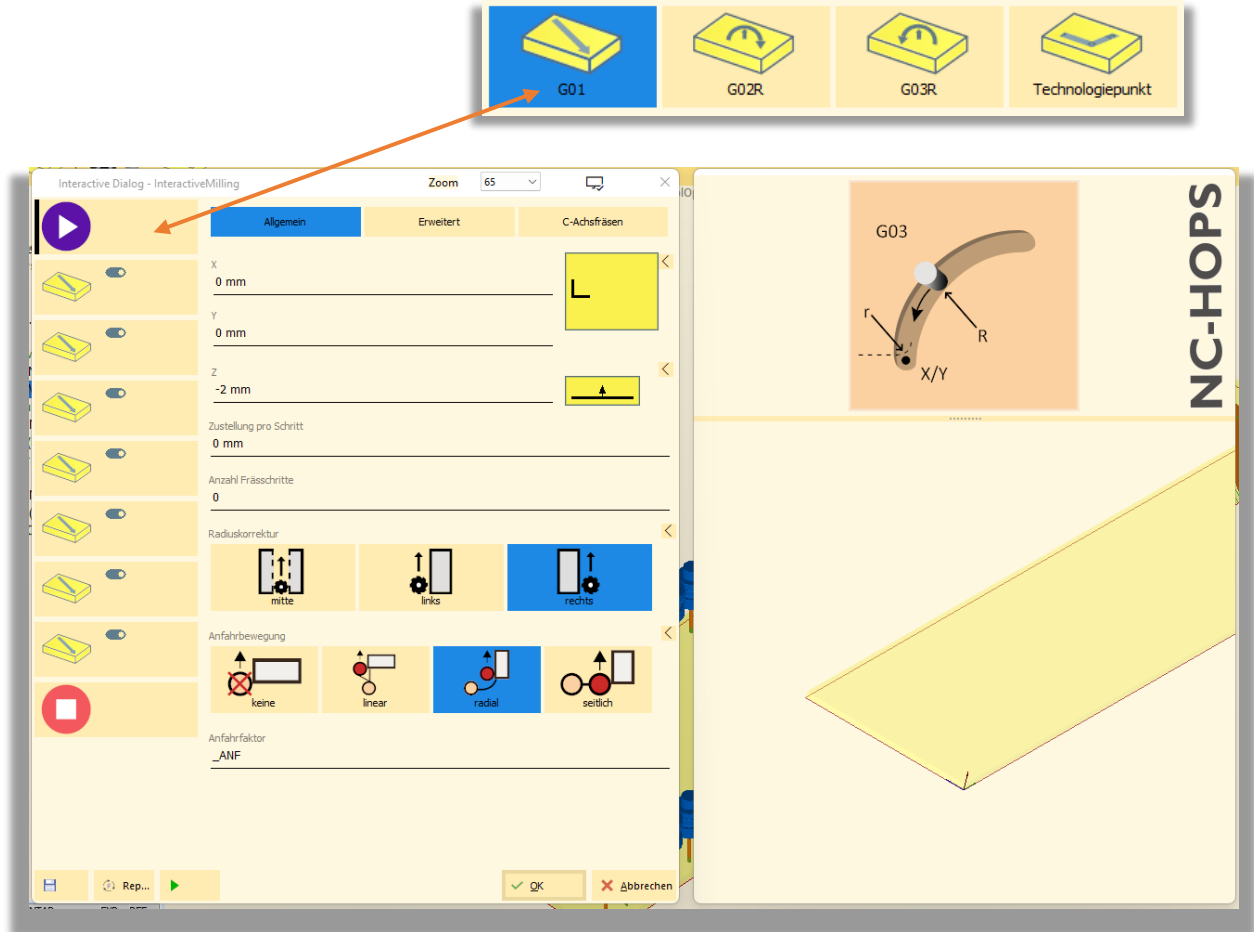 G01
G02R
G03R
Technologiepunkt
Interactive Dialog - InteractiveMilling
Zoom
65
Allgemein
Erweitert
C-Achsfräsen
X
0 mm
Y
0 mm
Z
-2 mm
Zustellung pro Schritt
0 mm
Anzahl Frässchritte
0
Radiuskorrektur
mitte
links
rechts
Anfahrbewegung
keine
linear
radial
seitlich
Anfahrfaktor
_ANF
Rep...
OK
Abbrechen
G03
r
R
X/Y
NC-HOPS